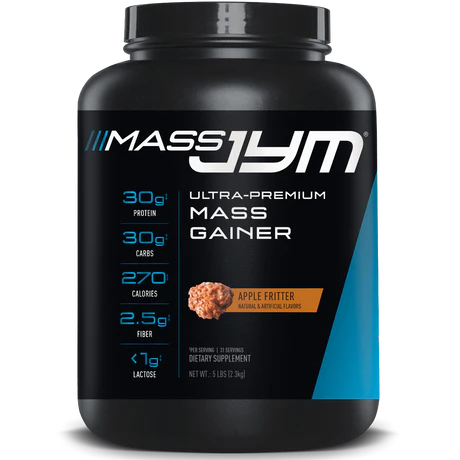 ///MASS JYM®
ULTRA-PREMIUM
MASS
GAINER
30g‡
PROTEIN
30g‡
CARBS
270‡
CALORIES
2.5g‡
FIBER
<1g‡
LACTOSE
APPLE FRITTER
NATURAL & ARTIFICIAL FLAVORS
‡PER SERVING | 31 SERVINGS
DIETARY SUPPLEMENT
NET WT.: 5 LBS (2.3kg)